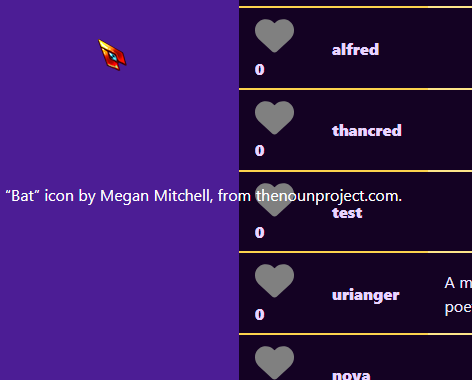 0
alfred
0
thancred
“Bat” icon by Megan Mitchell, from thenounproject.com.
0
test
0
urianger
A m
poe
nova